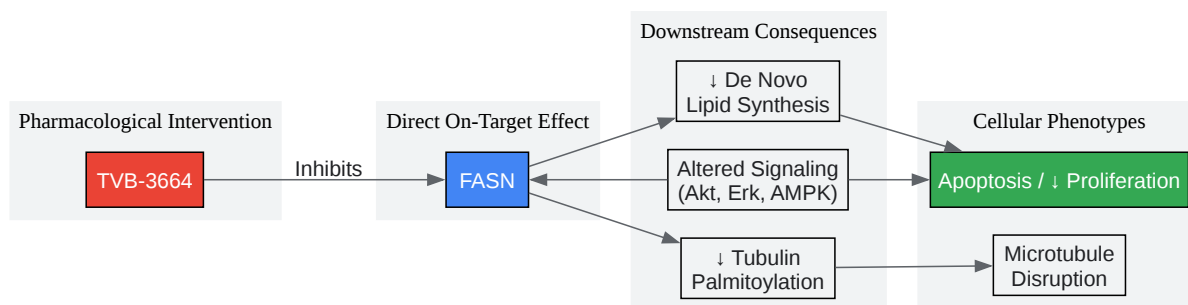 Pharmacological Intervention
TVB-3664
Inhibits
Direct On-Target Effect
FASN
Downstream Consequences
↓ De Novo
Lipid Synthesis
Altered Signaling
(Akt, Erk, AMPK)
↓ Tubulin
Palmitoylation
Cellular Phenotypes
Apoptosis / ↓ Proliferation
Microtubule
Disruption